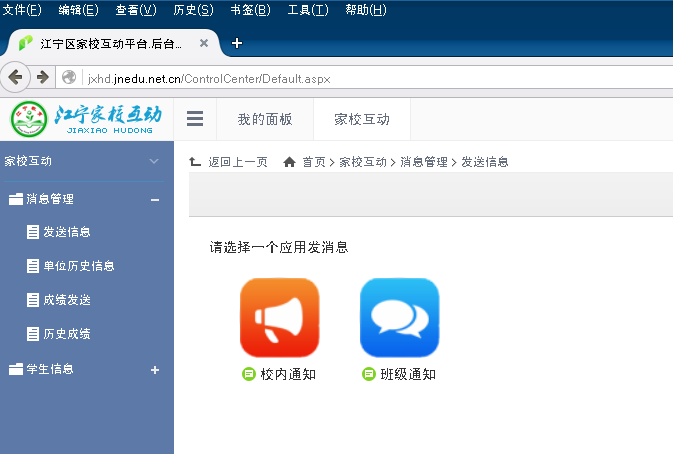 文件(F) 编辑(E) 查看(V) 历史(S) 书签(B) 工具(T) 帮助(H)
江宁区家校互动平台.后台...
jxhd.jnedu.net.cn/ControlCenter/Default.aspx
江宁家校互动
JIAXIAO HUDONG
我的面板 家校互动
家校互动
返回上一页 首页 > 家校互动 > 消息管理 > 发送信息
消息管理
发送信息
单位历史信息
成绩发送
历史成绩
学生信息
请选择一个应用发消息
校内通知 班级通知